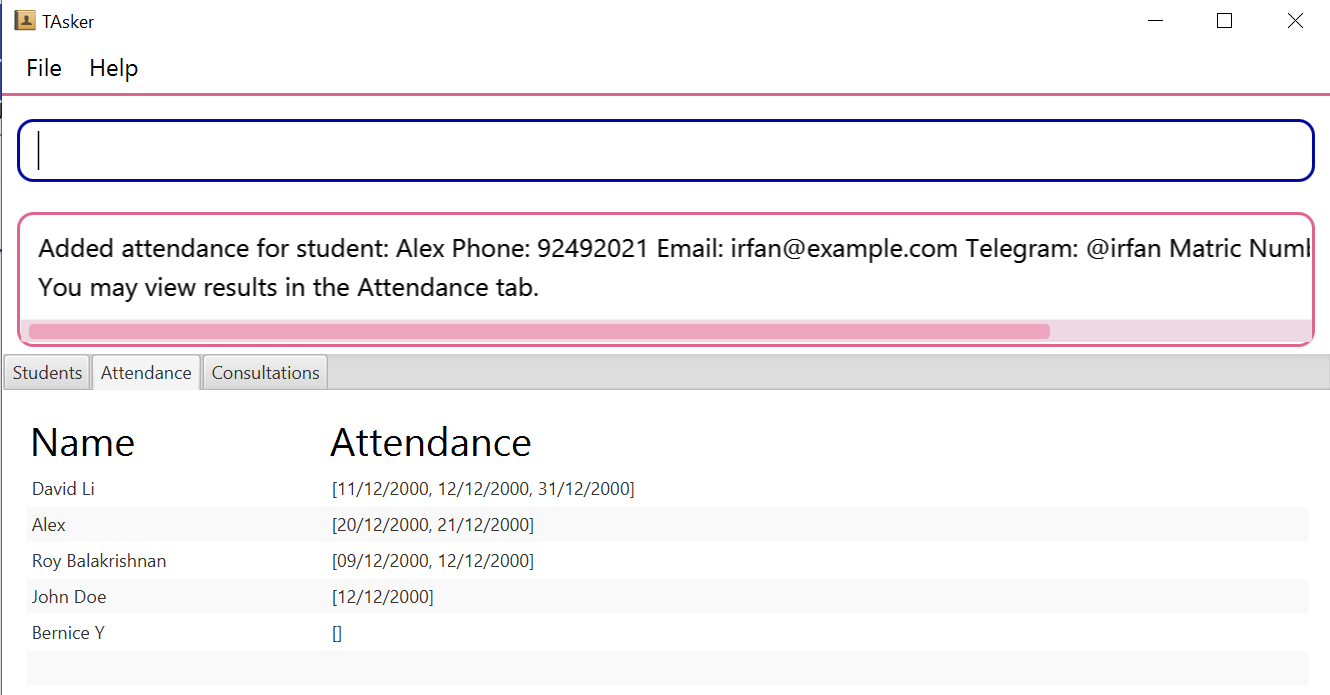 TAsker
File Help
Added attendance for student: Alex Phone: 92492021 Email: irfan@example.com Telegram: @irfan Matric
You may view results in the Attendance tab.
Students Attendance Consultations
Name Attendance
David Li [11/12/2000, 12/12/2000, 31/12/2000]
Alex [20/12/2000, 21/12/2000]
Roy Balakrishnan [09/12/2000, 12/12/2000]
John Doe [12/12/2000]
Bernice Y []